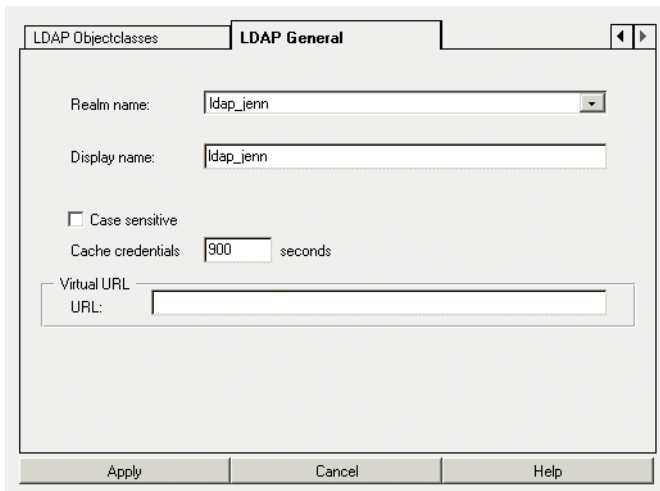 LDAP Objectclasses
LDAP General
Realm name:
ldap_jenn
Display name:
ldap_jenn
Case sensitive
Cache credentials 900 seconds
Virtual URL
URL:
Apply
Cancel
Help